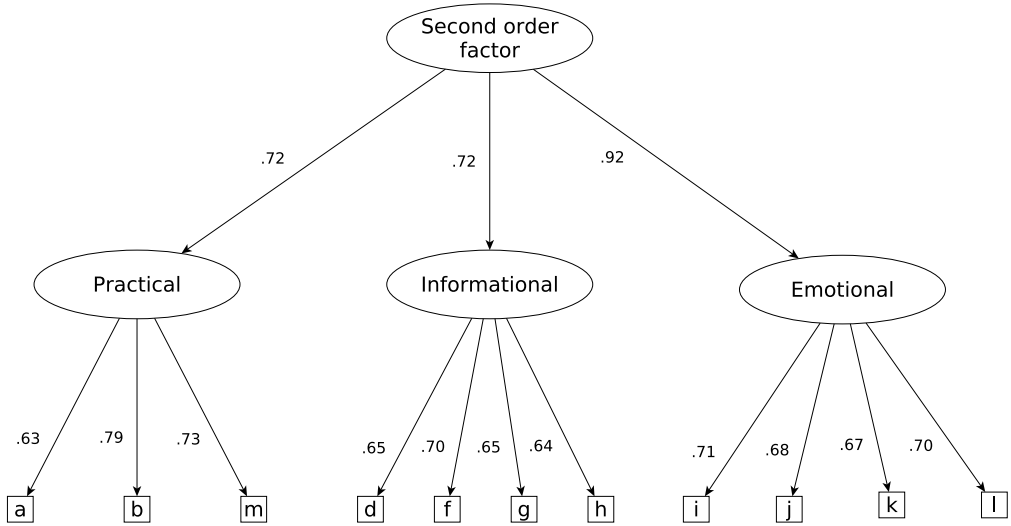 Second order
factor
.72
.72
.92
Practical
Informational
Emotional
.63
.79
.73
.65
.70
.65
.64
.71
.68
.67
.70
a
b
m
d
f
g
h
i
j
k
l